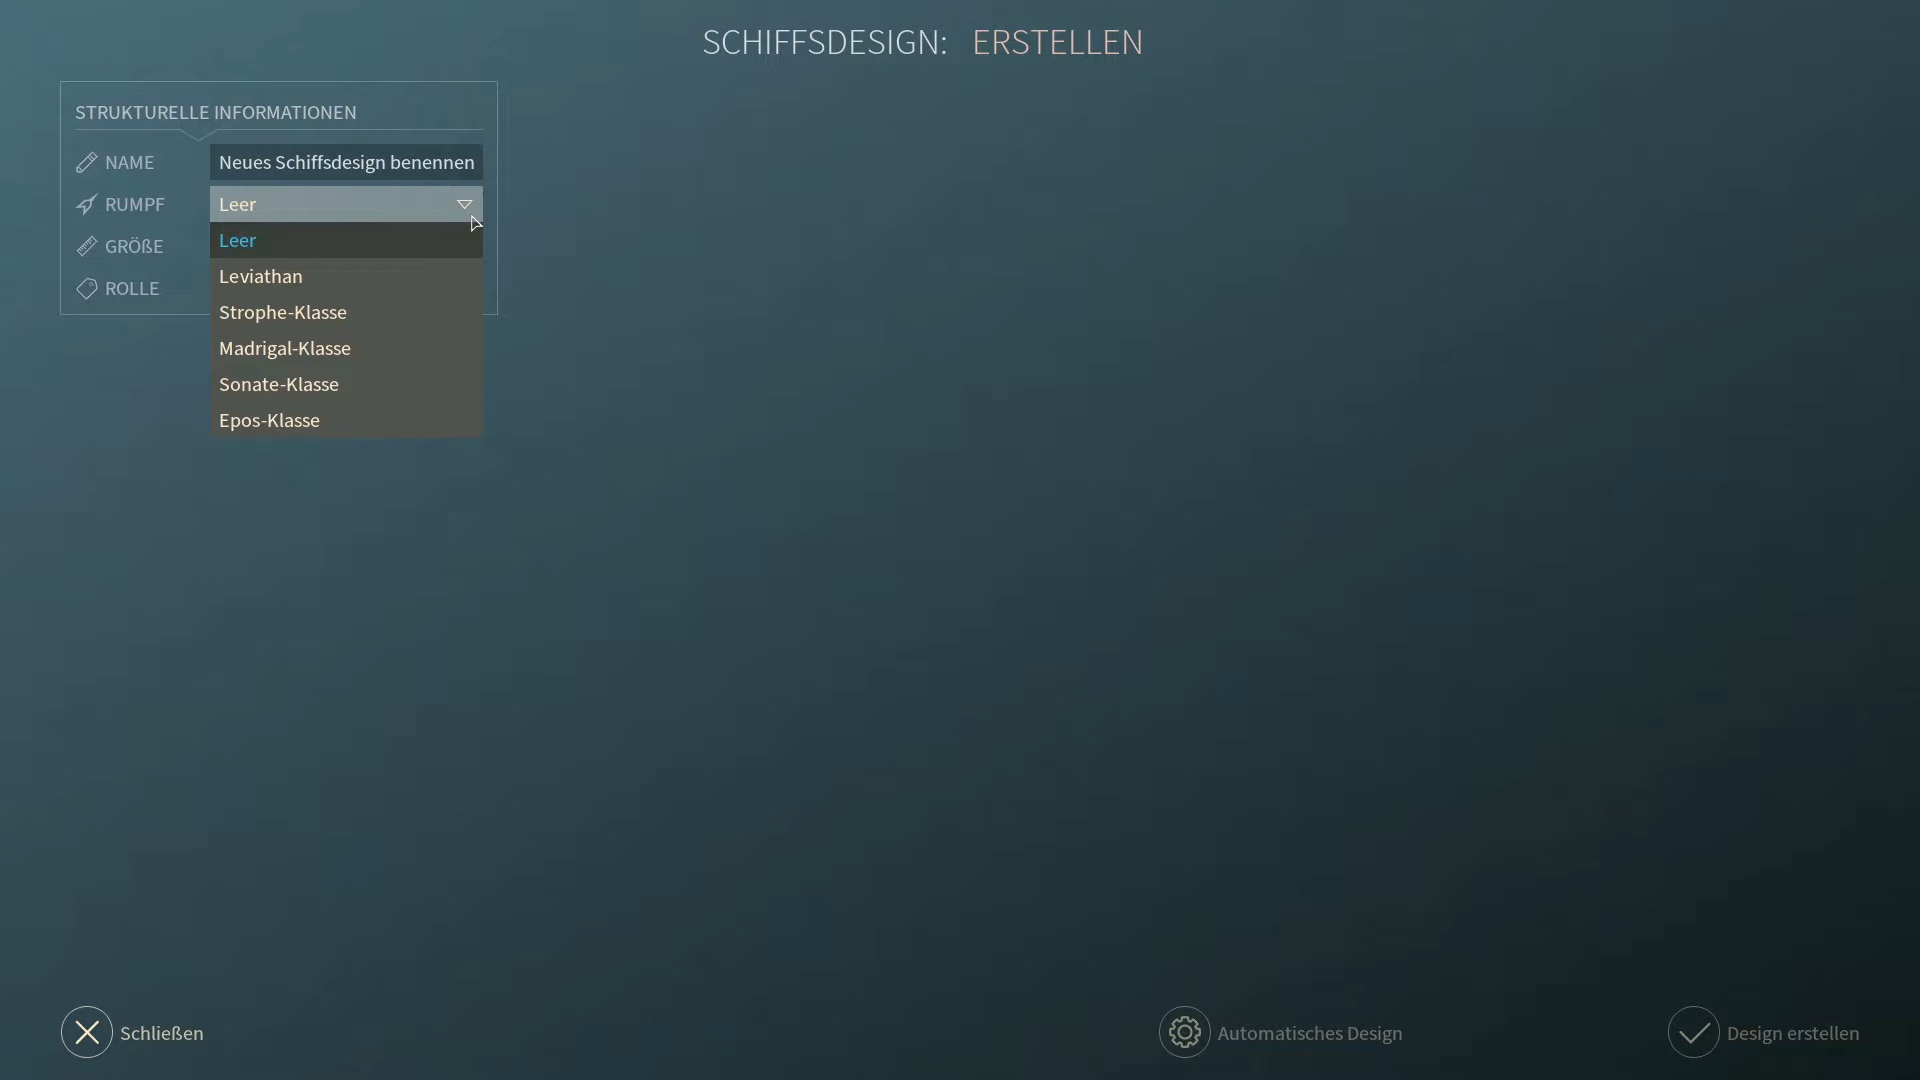 SCHIFFSDESIGN: ERSTELLEN
STRUKTURELLE INFORMATIONEN
NAME Neues Schiffsdesign benennen
RUMPF Leer
GRÖßE Leer
Leviathan
ROLLE
Strophe-Klasse
Madrigal-Klasse
Sonate-Klasse
Epos-Klasse
Schließen
Automatisches Design
Design erstellen